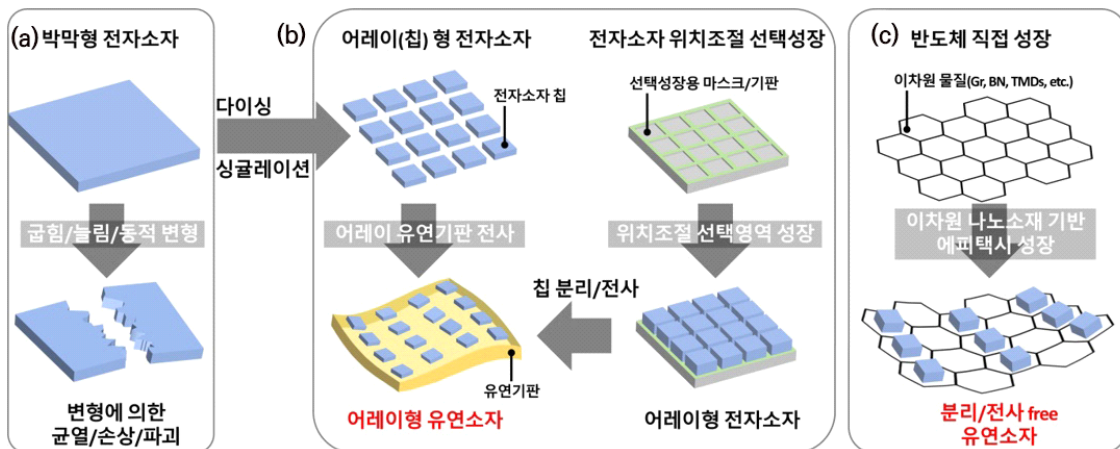 (a) 박막형 전자소자
굽힘/늘림/동적 변형
변형에 의한
균열/손상/파괴
다이싱
싱귤레이션
(b)
어레이(칩) 형 전자소자
전자소자 칩
어레이 유연기판 전사
유연기판
어레이형 유연소자
전자소자 위치조절 선택성장
선택성장용 마스크/기판
위치조절 선택영역 성장
칩 분리/전사
어레이형 전자소자
(c) 반도체 직접 성장
이차원 물질(Gr, BN, TMDs, etc.)
이차원 나노소재 기반
에피택시 성장
분리/전사 free
유연소자